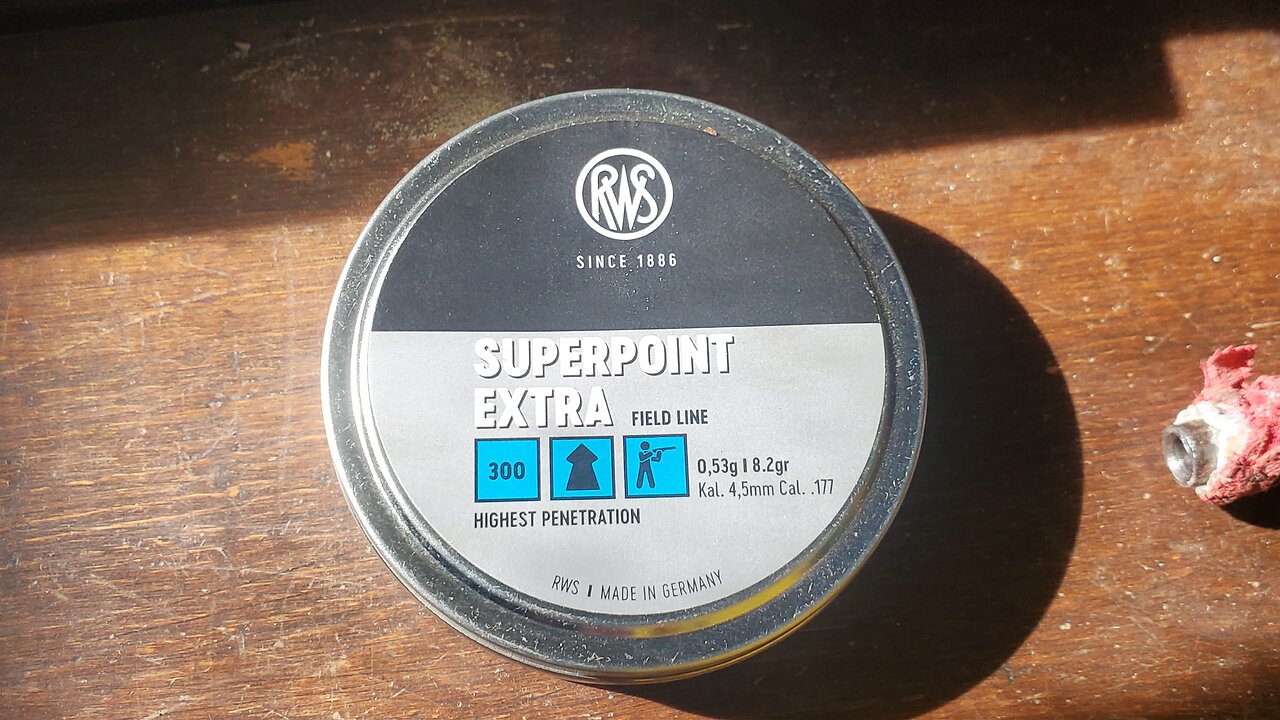 RWS
SINCE 1886
SUPERPOINT
EXTRA FIELD LINE
300
0,53g | 8.2gr
Kal. 4,5mm Cal. .177
HIGHEST PENETRATION
RWS | MADE IN GERMANY